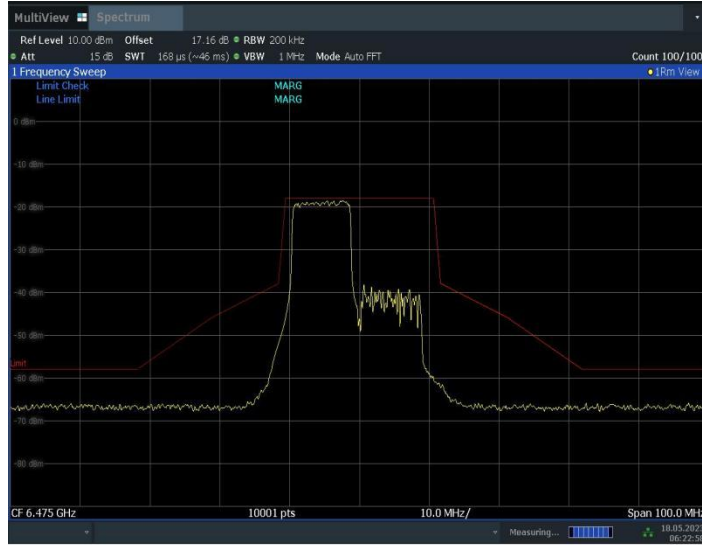 MultiView Spectrum
Ref Level 10.00 dBm Offset 17.16 dB RBW 200 kHz
Att 15 dB SWT 168 µs (~46 ms) VBW 1 MHz Mode Auto FFT Count 100/100
1 Frequency Sweep 1Rm View
Limit Check MARG
Line Limit MARG
0 dBm
-10 dBm
-20 dBm
-30 dBm
-40 dBm
-50 dBm
Limit
-60 dBm
-70 dBm
-80 dBm
CF 6.475 GHz 10001 pts 10.0 MHz/ Span 100.0 MHz
Measuring... 18.05.2023
06:22:58